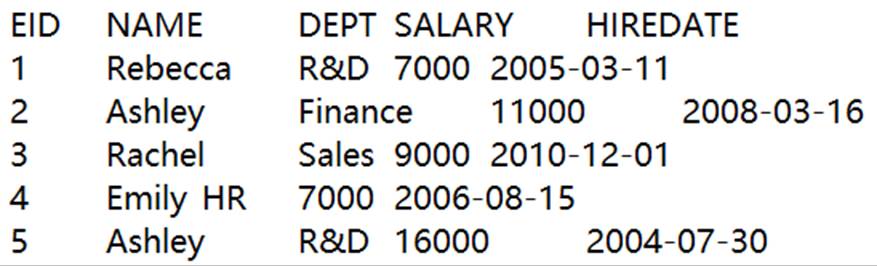 EID NAME DEPT SALARY HIREDATE
1 Rebecca R&D 7000 2005-03-11
2 Ashley Finance 11000 2008-03-16
3 Rachel Sales 9000 2010-12-01
4 Emily HR 7000 2006-08-15
5 Ashley R&D 16000 2004-07-30